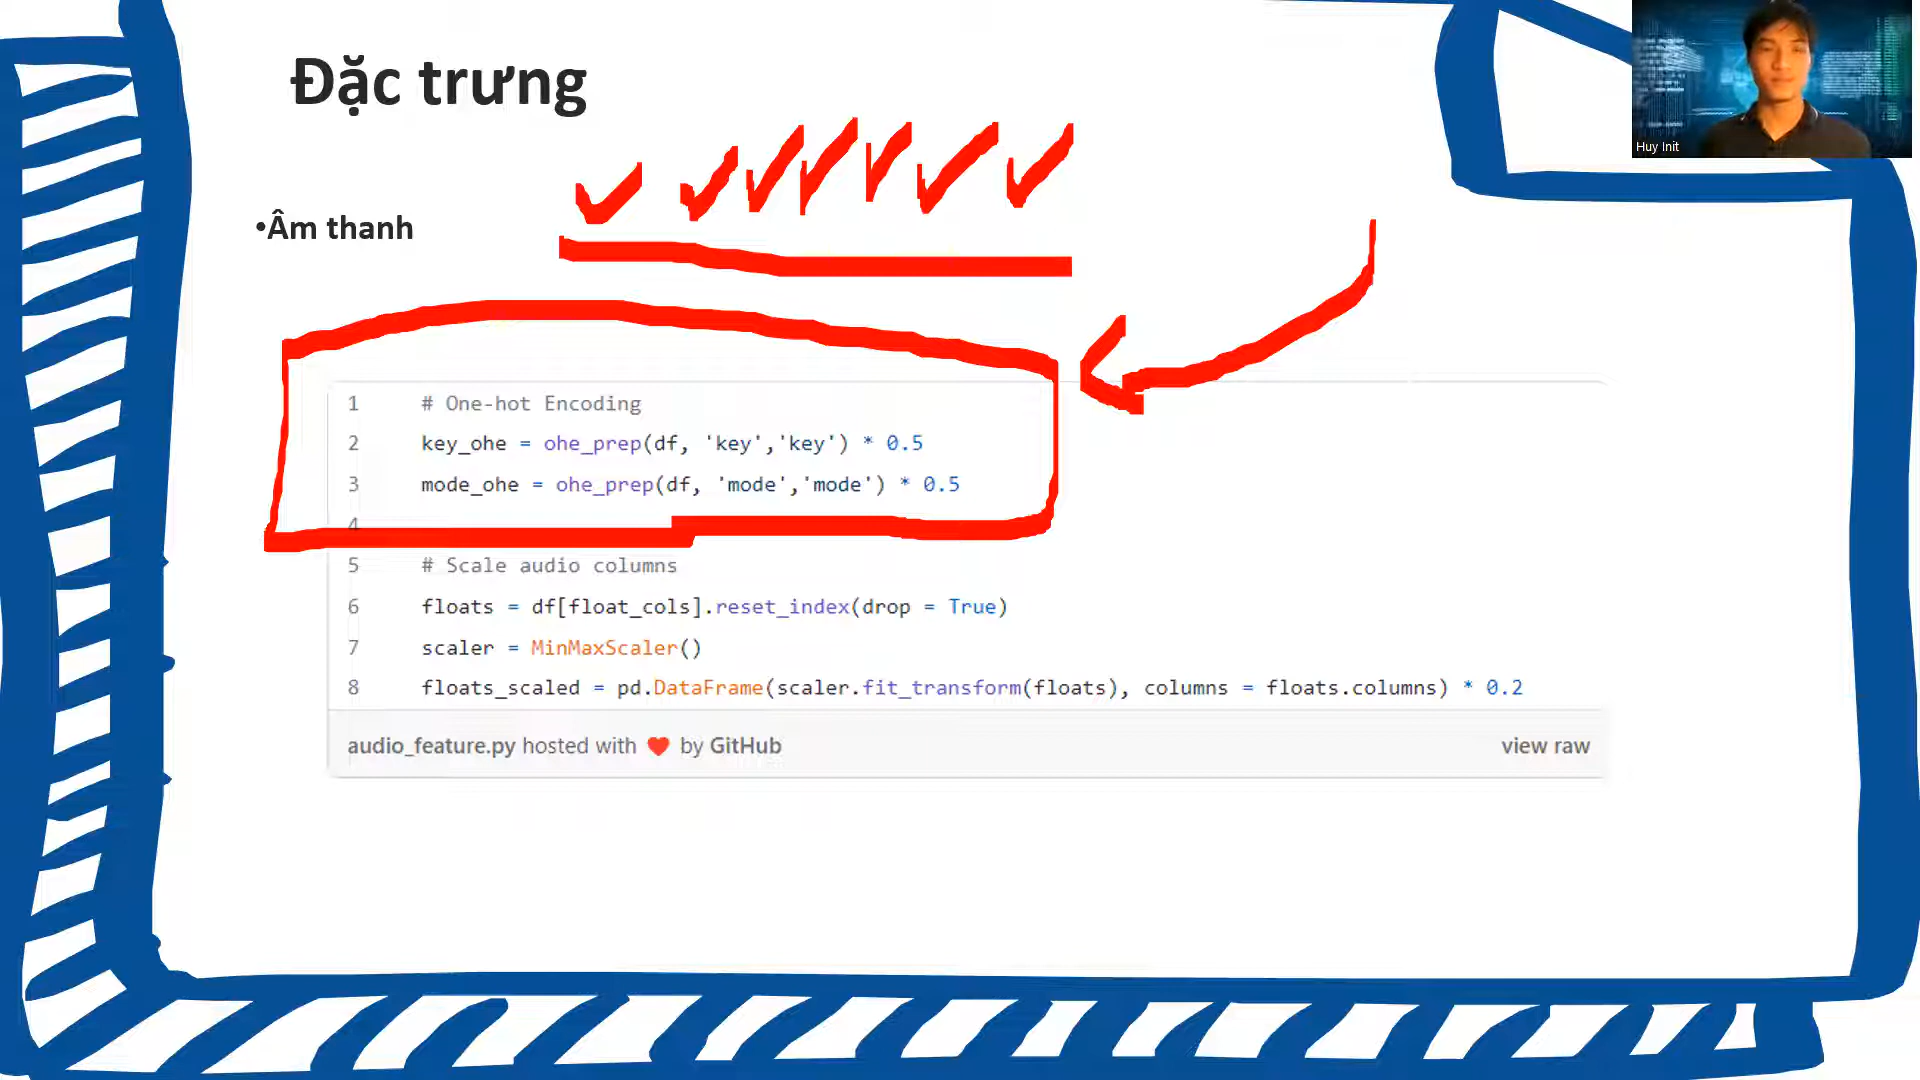 Đặc trưng
Huy Init
•Âm thanh
1 # One-hot Encoding
2 key_ohe = ohe_prep(df, 'key','key') * 0.5
3 mode_ohe = ohe_prep(df, 'mode','mode') * 0.5
4
5 # Scale audio columns
6 floats = df[float_cols].reset_index(drop = True)
7 scaler = MinMaxScaler()
8 floats_scaled = pd.DataFrame(scaler.fit_transform(floats), columns = floats.columns) * 0.2
audio_feature.py hosted with ❤ by GitHub
view raw